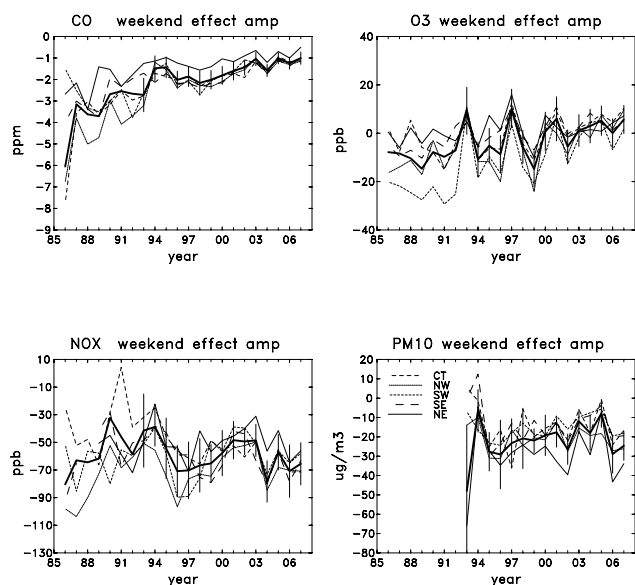 CO weekend effect amp
O3 weekend effect amp
0
-1
-2
-3
-4
-5
-6
-7
-8
-9
ppm
85 88 91 94 97 00 03 06
year
40
20
0
-20
-40
ppb
85 88 91 94 97 00 03 06
year
NOX weekend effect amp
PM10 weekend effect amp
10
-10
-30
-50
-70
-90
-110
-130
ppb
85 88 91 94 97 00 03 06
year
20
10
0
-10
-20
-30
-40
-50
-60
-70
-80
ug/m3
CT
NW
SW
SE
NE
85 88 91 94 97 00 03 06
year